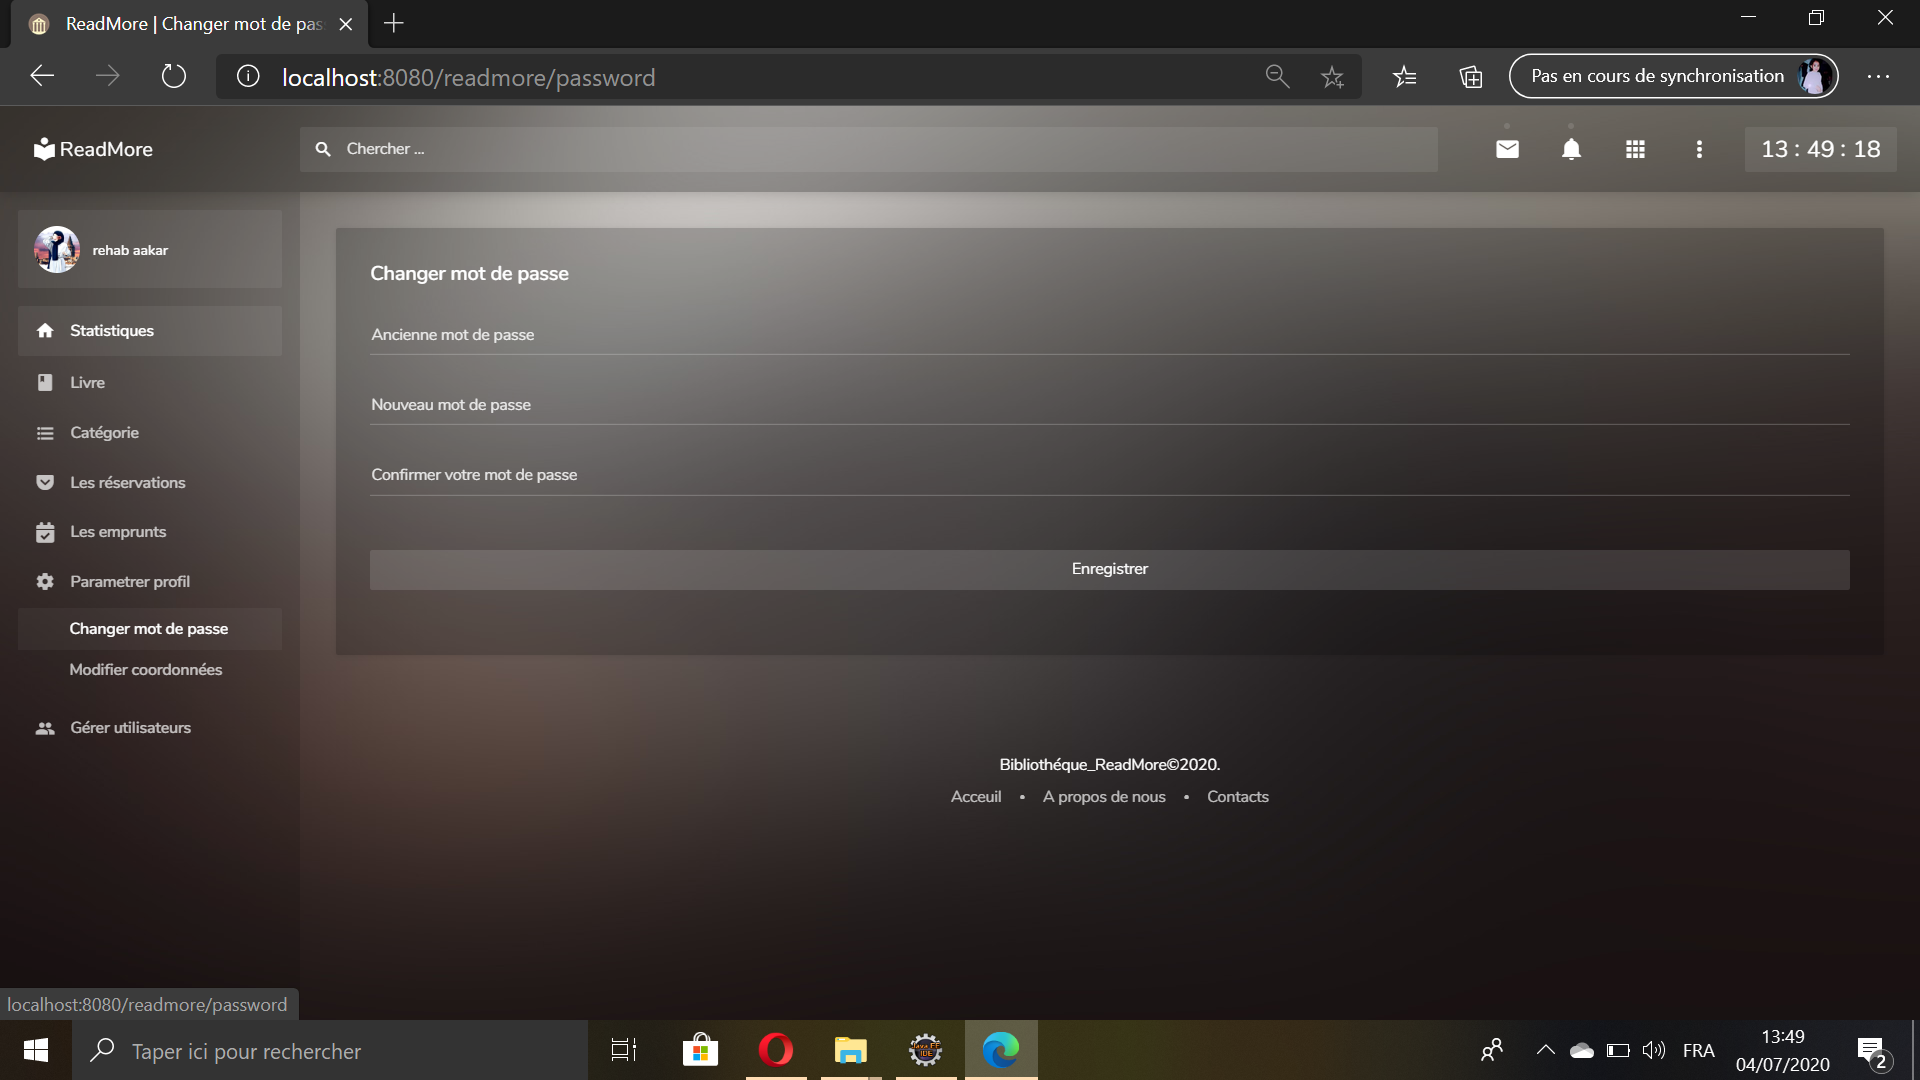 ReadMore | Changer mot de pas
localhost:8080/readmore/password
Pas en cours de synchronisation
ReadMore
Chercher ...
13 : 49 : 18
rehab aakar
Statistiques
Livre
Catégorie
Les réservations
Les emprunts
Parametrer profil
Changer mot de passe
Modifier coordonnées
Gérer utilisateurs
Changer mot de passe
Ancienne mot de passe
Nouveau mot de passe
Confirmer votre mot de passe
Enregistrer
Bibliothéque_ReadMore©2020.
Acceuil • A propos de nous • Contacts
localhost:8080/readmore/password
Taper ici pour rechercher
Java EE
IDE
FRA
13:49
04/07/2020
2